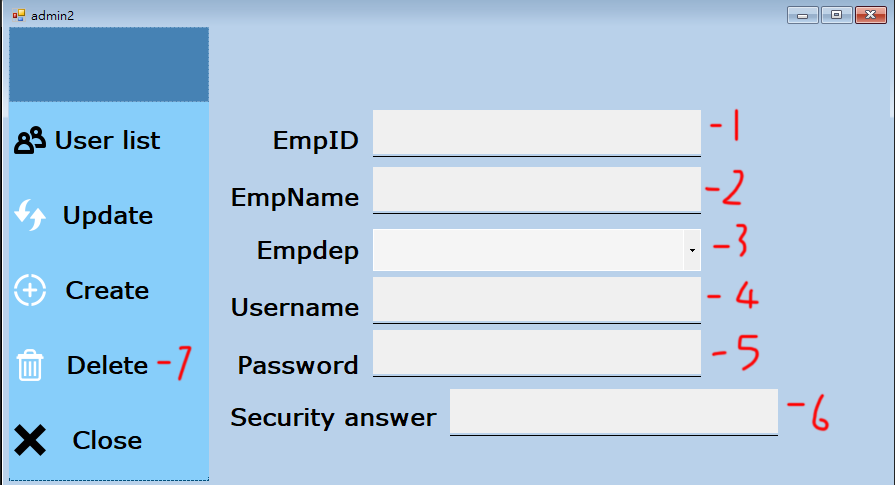 admin2
User list
Update
Create
Delete -7
Close
EmpID -1
EmpName -2
Empdep -3
Username -4
Password -5
Security answer -6